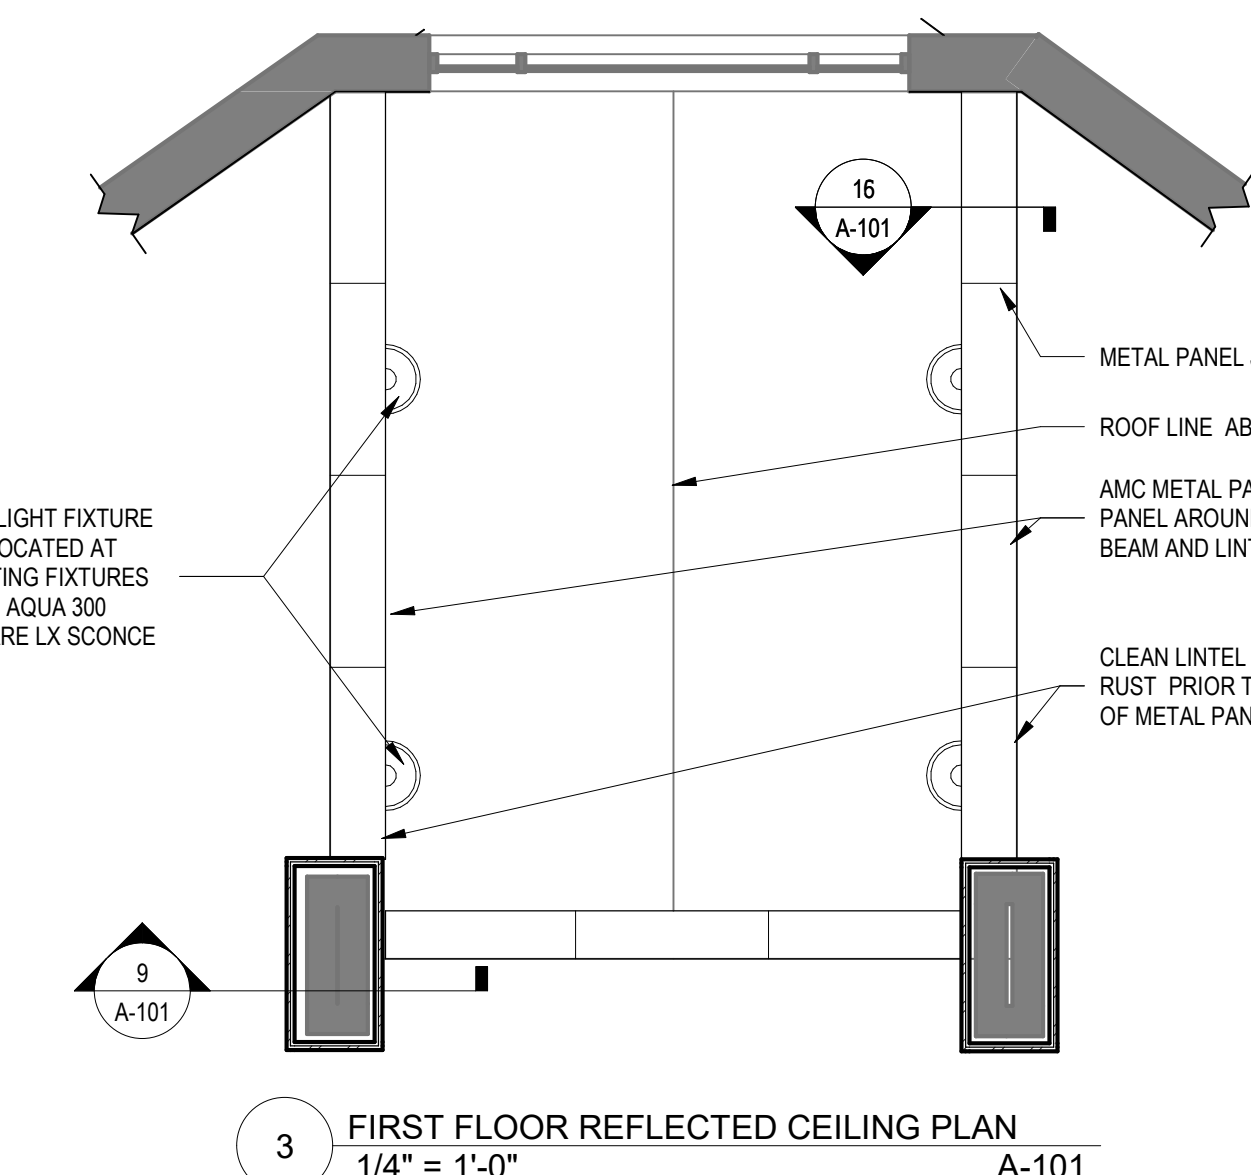 16
A-101
METAL PANEL
ROOF LINE AB
AMC METAL PA
PANEL AROUN
BEAM AND LINT
LIGHT FIXTURE
OCATED AT
TING FIXTURES
AQUA 300
RE LX SCONCE
CLEAN LINTEL
RUST PRIOR T
OF METAL PAN
9
A-101
3
FIRST FLOOR REFLECTED CEILING PLAN
1/4" = 1'-0"
A-101